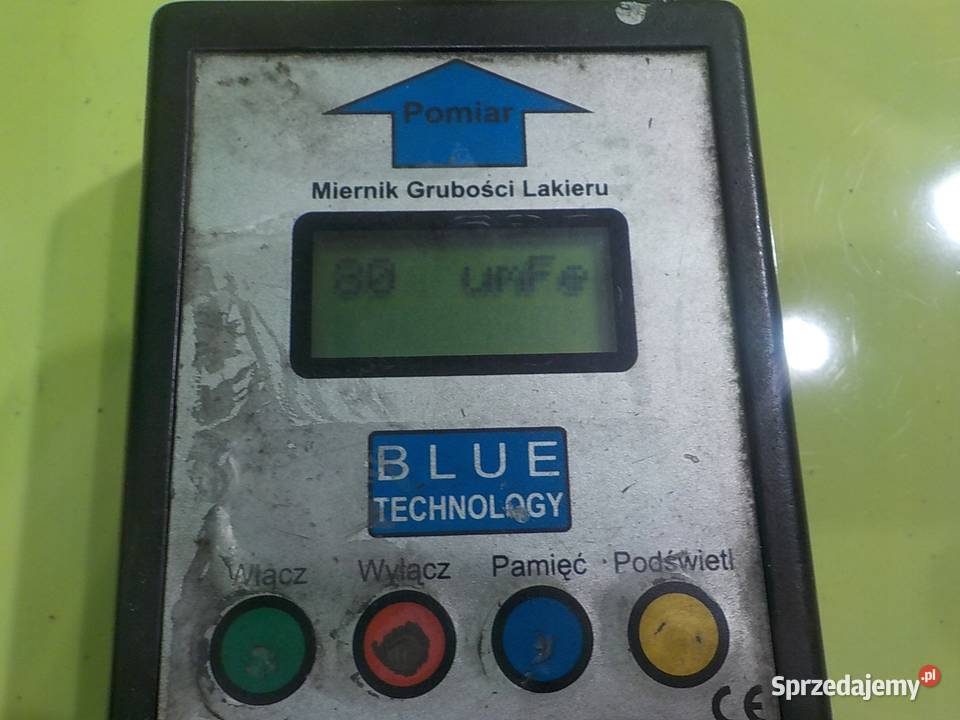 Pomiar
Miernik Grubości Lakieru
80 umFe
BLUE
TECHNOLOGY
Włącz Wyłącz Pamięć Podświetl
CE
Sprzedajemy.pl